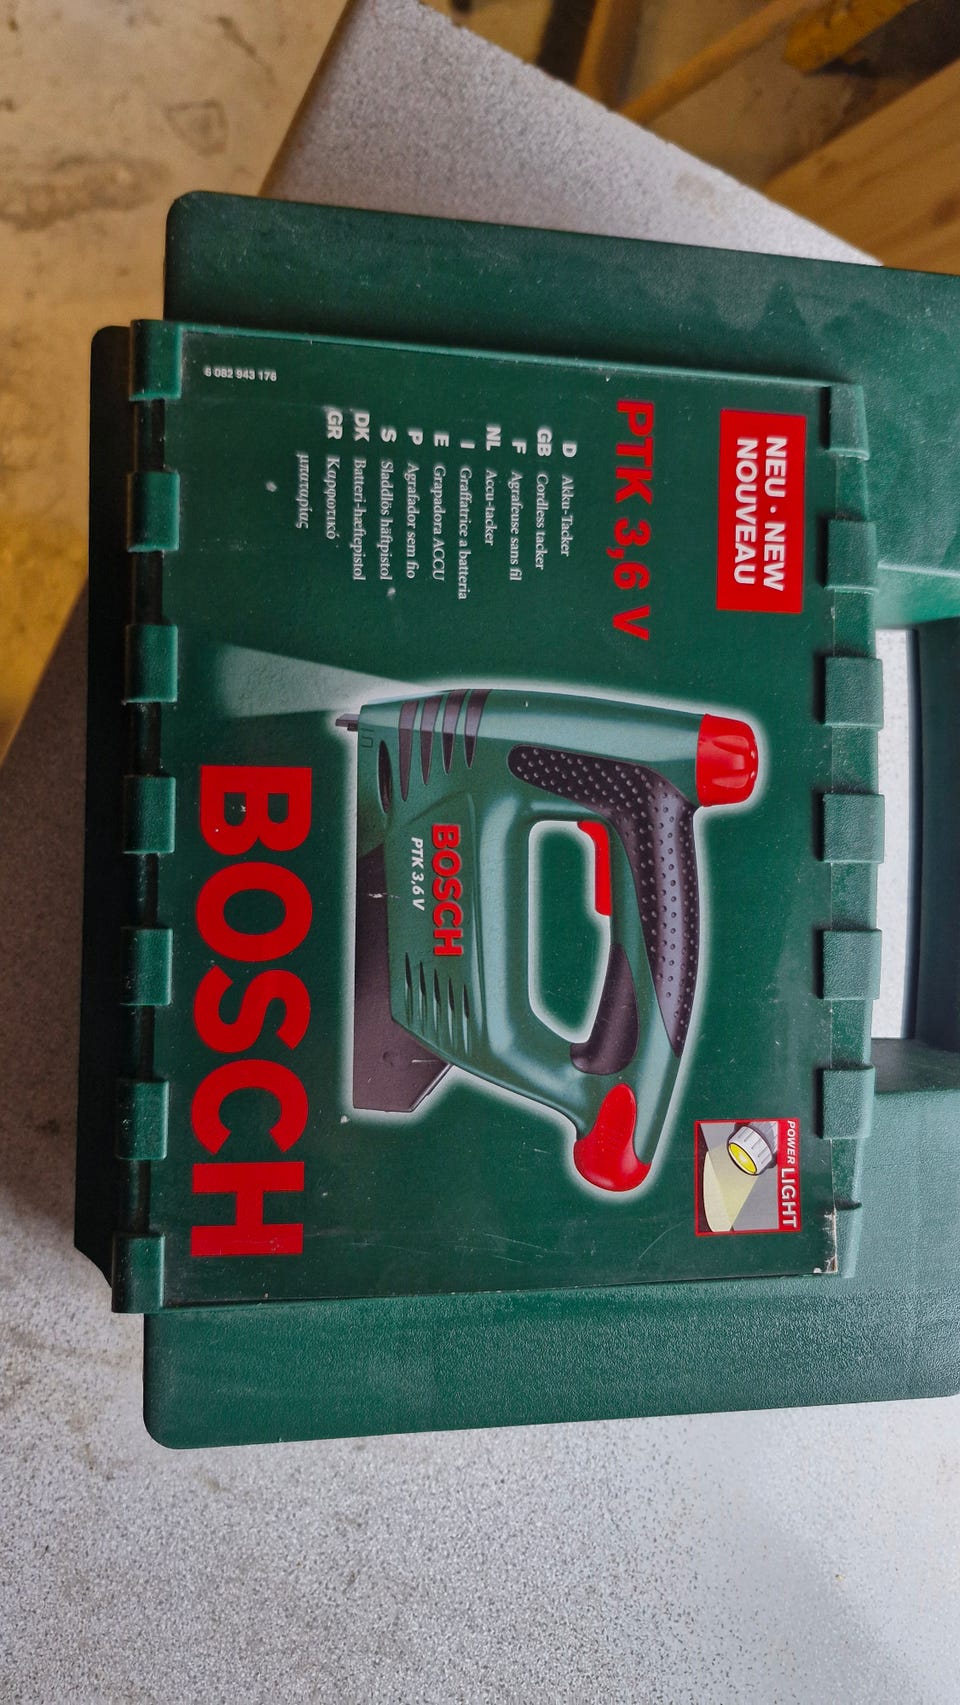 NEU · NEW
NOUVEAU
PTK 3,6 V
D Akku-Tacker
GB Cordless tacker
F Agrafeuse sans fil
NL Accu-tacker
I Graffatrice a batteria
E Grapadora ACCU
P Agrafador sem fio
S Sladdlös häftpistol
DK Batteri-hæftepistol
GR Καρφωτικό
μπαταρίας
6 082 943 176
POWER LIGHT
BOSCH
PTK 3,6 V
BOSCH